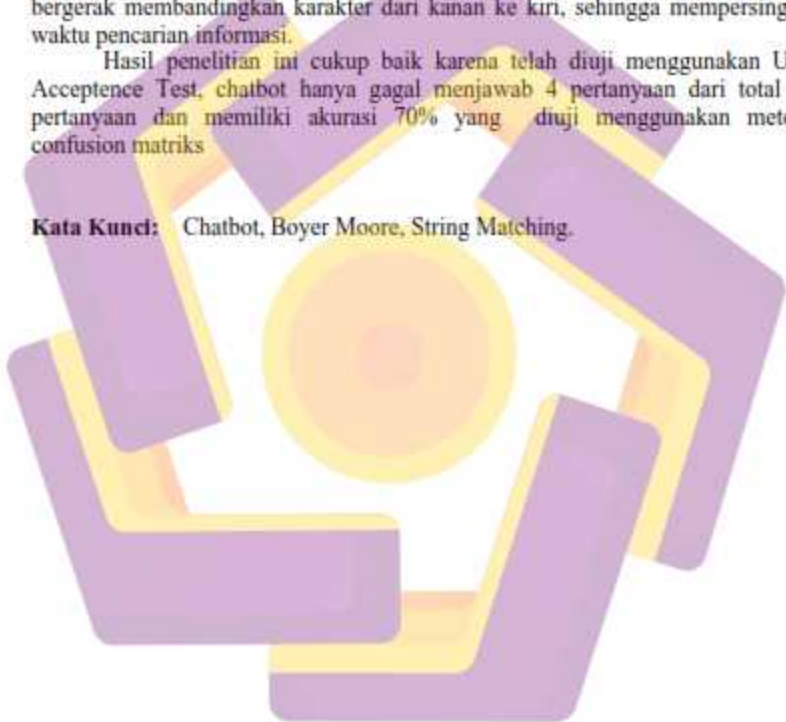 bergerak membandingkan karakter dari kanan ke kiri, sehingga mempersing
waktu pencarian informasi.
Hasil penelitian ini cukup baik karena telah diuji menggunakan U
Acceptence Test, chatbot hanya gagal menjawab 4 pertanyaan dari total
pertanyaan dan memiliki akurasi 70% yang diuji menggunakan meto
confusion matriks
Kata Kunci: Chatbot, Boyer Moore, String Matching.